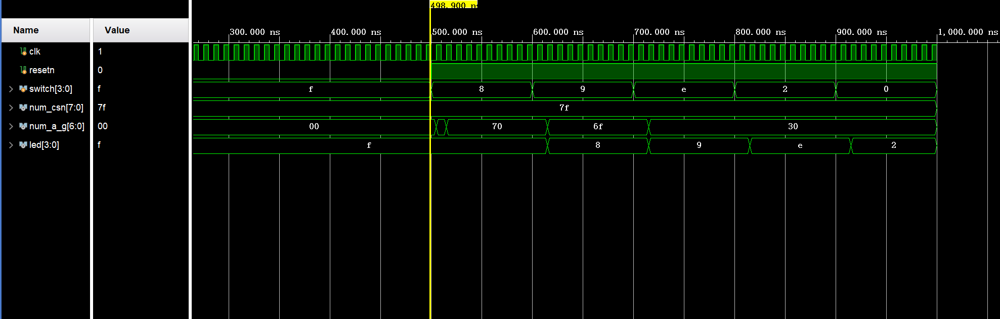 498.900 ns
Name Value
300.000 ns 400.000 ns 500.000 ns 600.000 ns 700.000 ns 800.000 ns 900.000 ns 1,000.000 ns
clk 1
resetn 0
switch[3:0] f f 8 9 e 2 0
num_csn[7:0] 7f 7f
num_a_g[6:0] 00 00 70 6f 30
led[3:0] f f 8 9 e 2